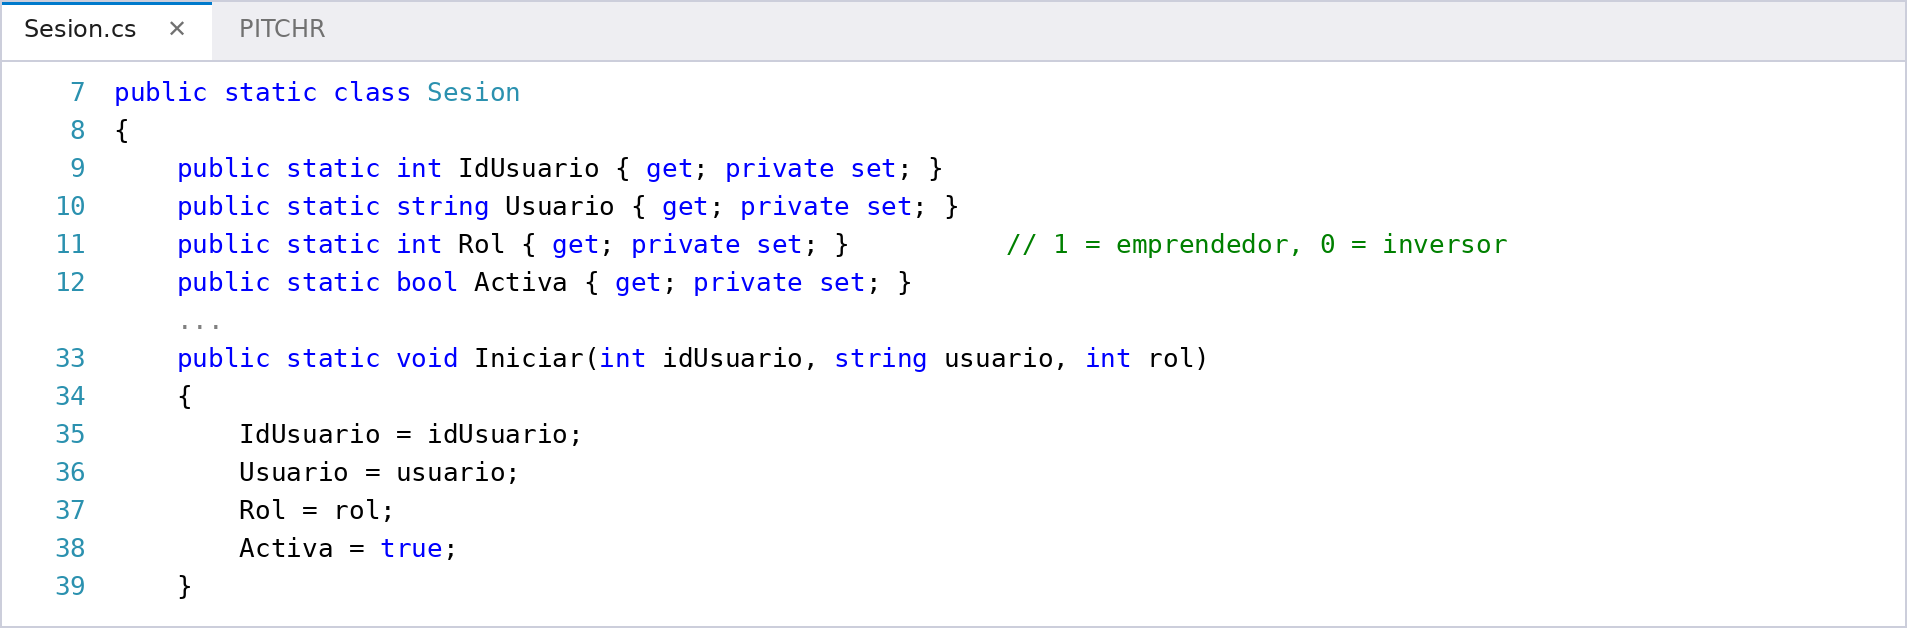 Sesion.cs ✕ PITCHR
7 public static class Sesion
8 {
9     public static int IdUsuario { get; private set; }
10     public static string Usuario { get; private set; }
11     public static int Rol { get; private set; }          // 1 = emprendedor, 0 = inversor
12     public static bool Activa { get; private set; }
...
33     public static void Iniciar(int idUsuario, string usuario, int rol)
34     {
35         IdUsuario = idUsuario;
36         Usuario = usuario;
37         Rol = rol;
38         Activa = true;
39     }